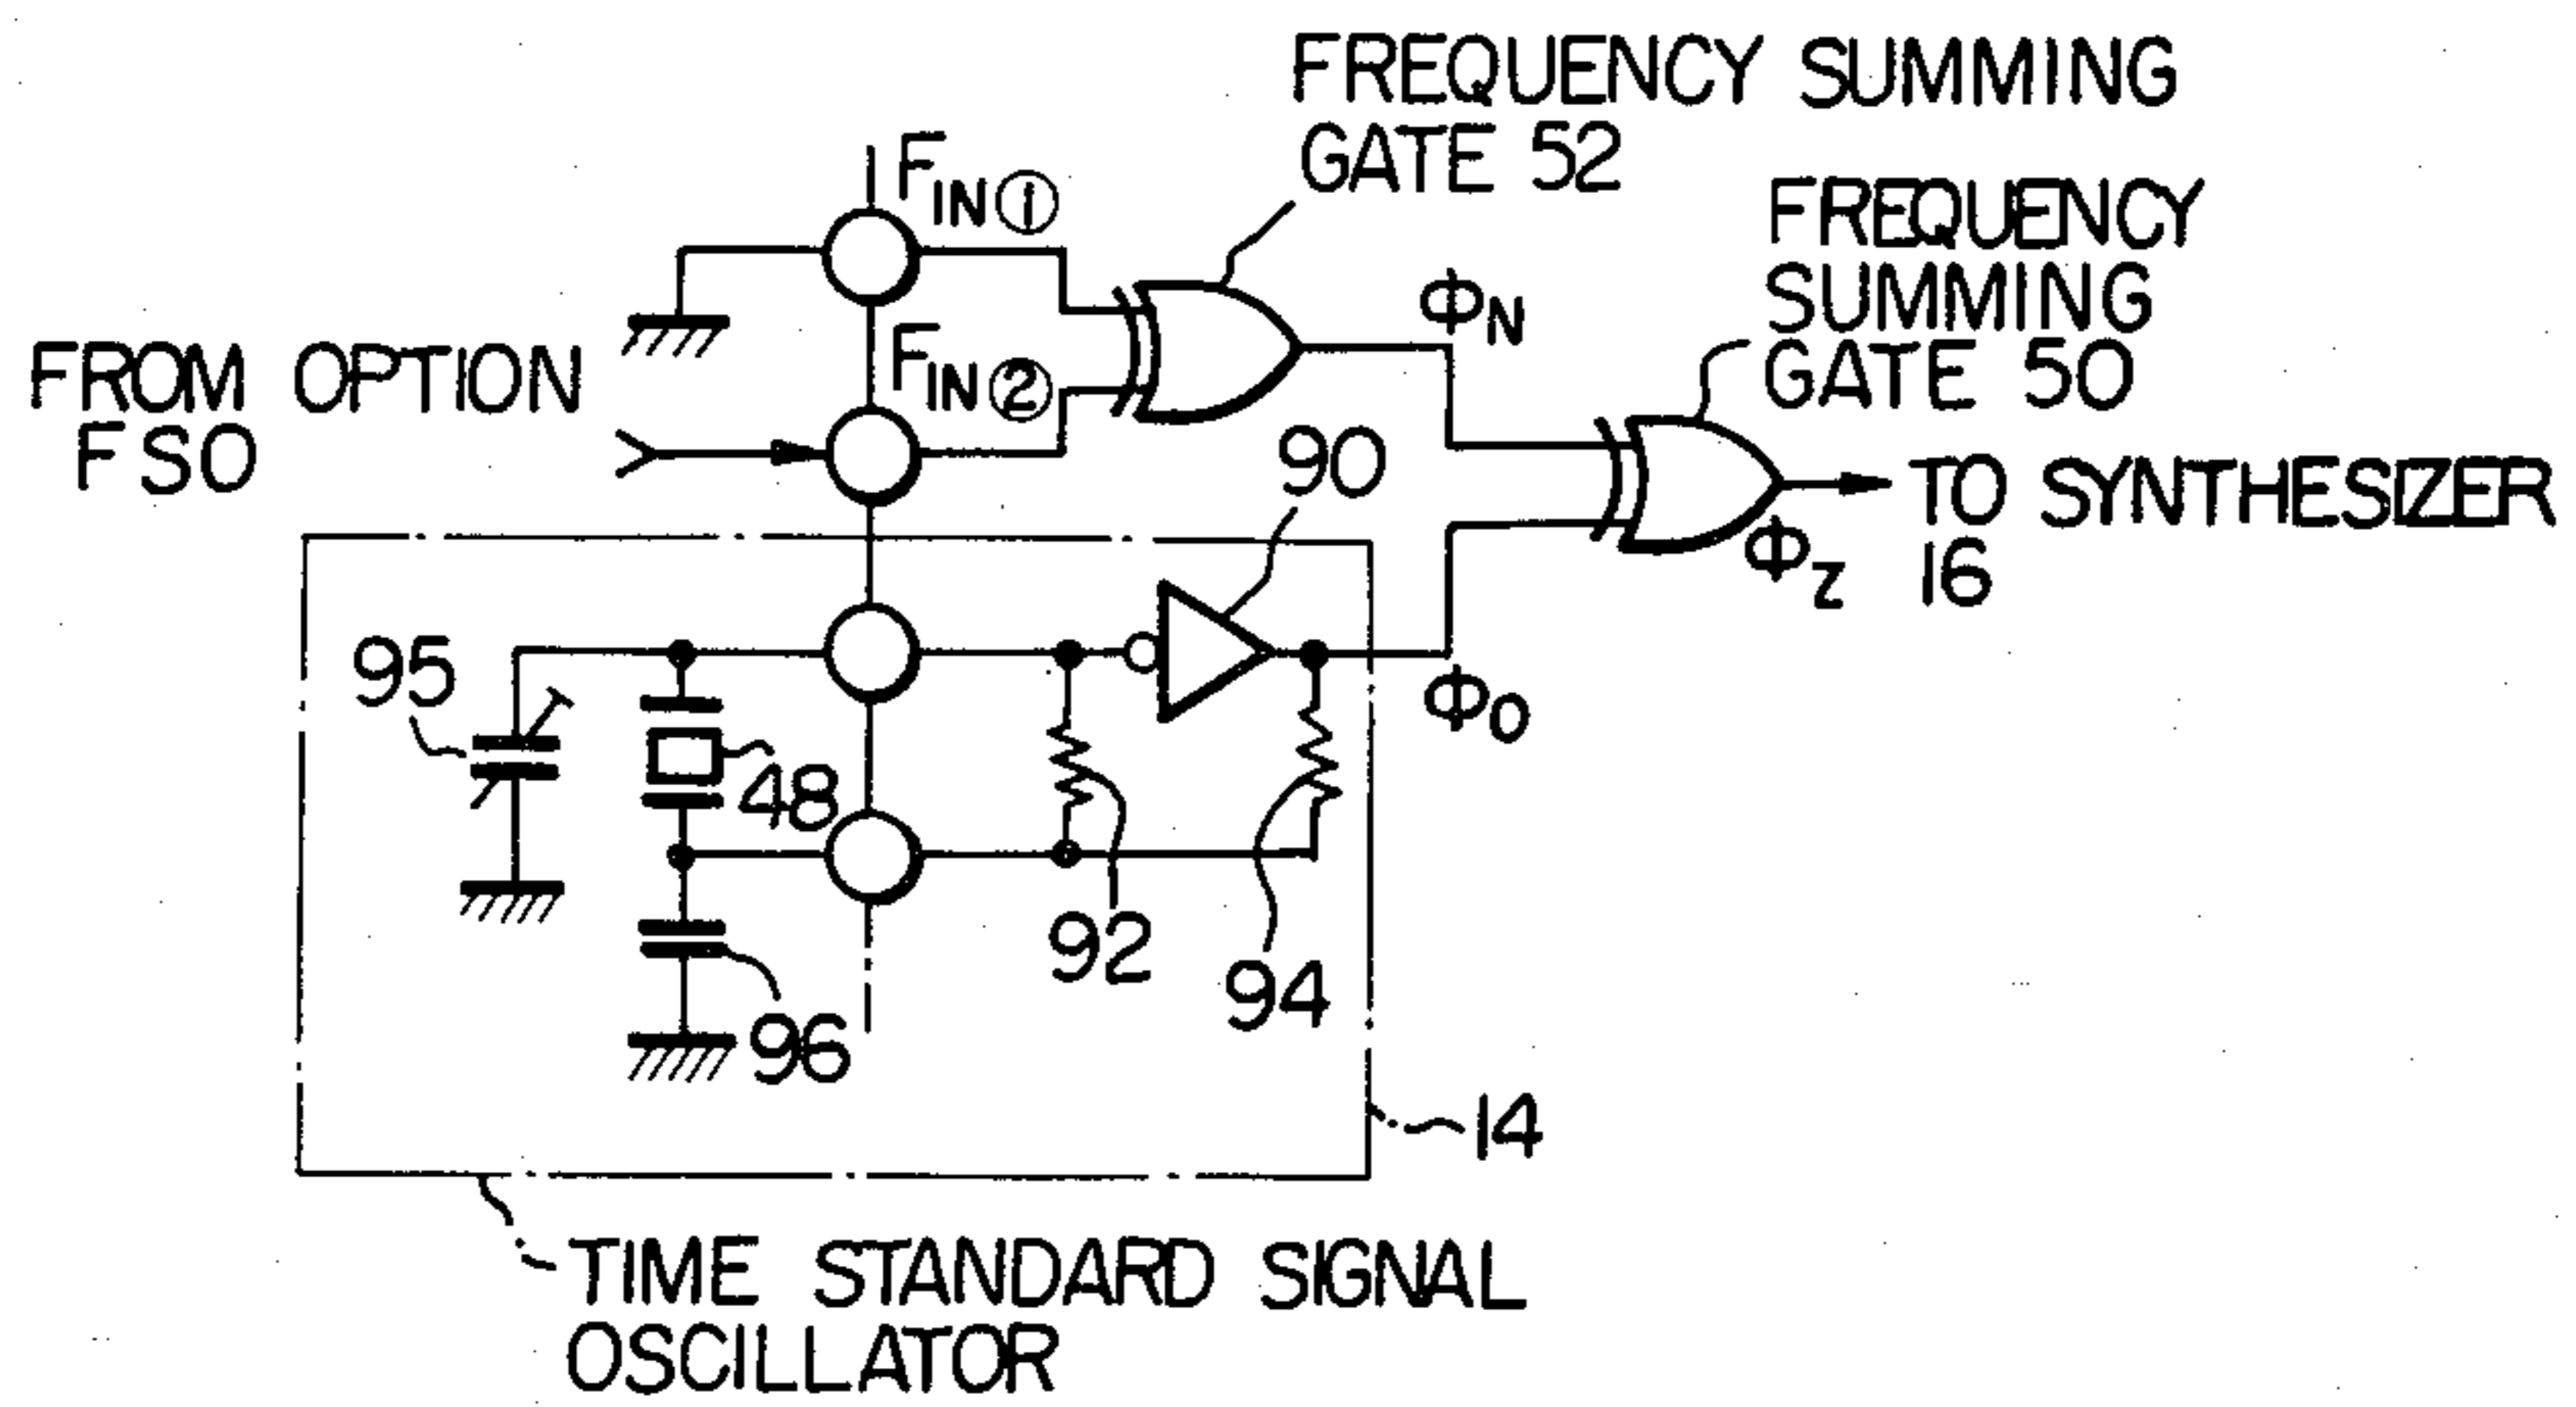 FREQUENCY SUMMING
GATE 52
FIN①
FREQUENCY
SUMMING
GATE 50
ΦN
FIN②
FROM OPTION
FSO
90
TO SYNTHESIZER
16
ΦZ
95
48
ΦO
92
94
96
14
TIME STANDARD SIGNAL
OSCILLATOR